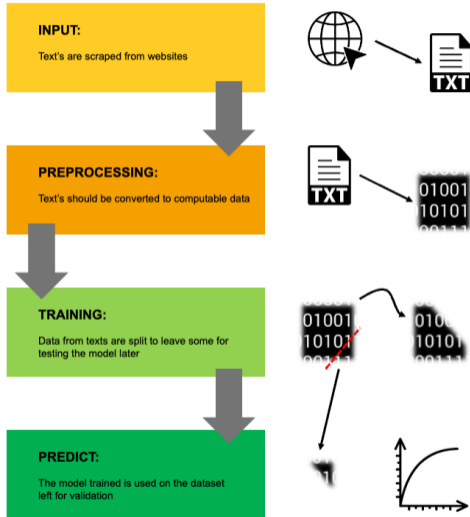 INPUT:
Text's are scraped from websites
TXT
PREPROCESSING:
Text's should be converted to computable data
TXT
01001
10101
TRAINING:
Data from texts are split to leave some for
testing the model later
01001
10101
010
10101
PREDICT:
The model trained is used on the dataset
left for validation